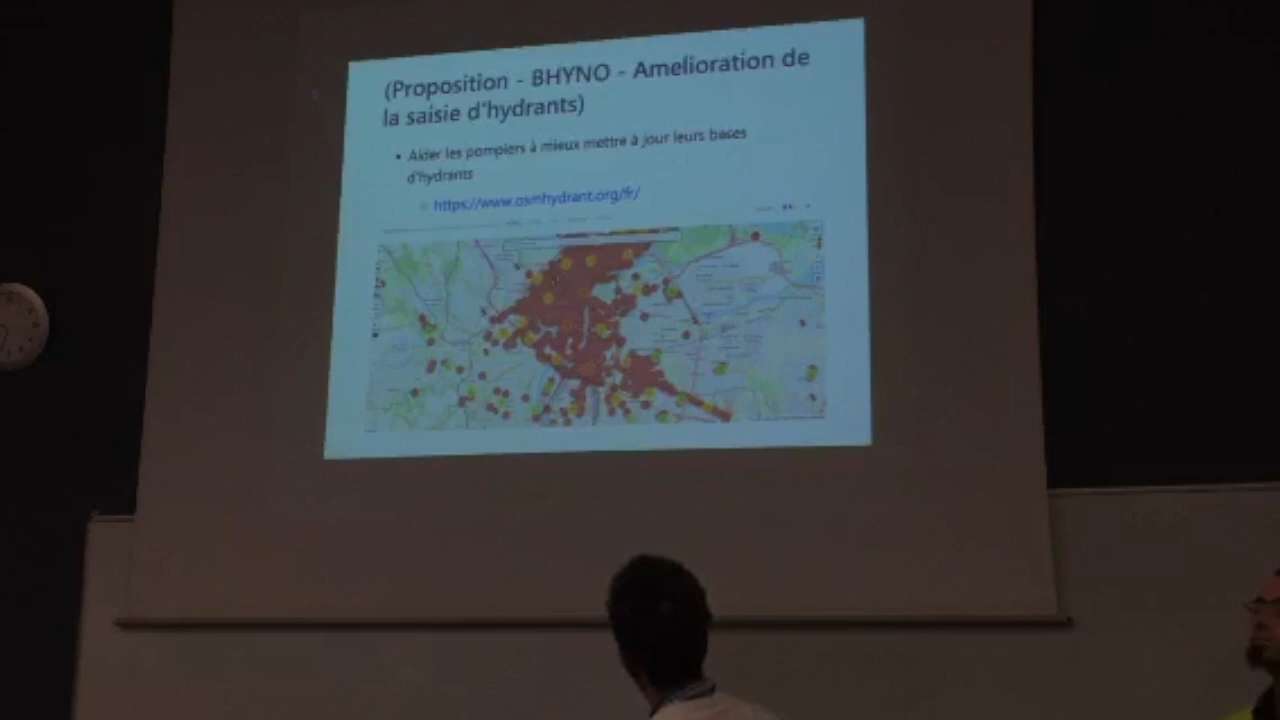 (Proposition - BHYNO - Amelioration de
la saisie d'hydrants)
• Aider les pompiers à mieux mettre à jour leurs bases
d'hydrants
○ https://www.osmhydrant.org/fr/